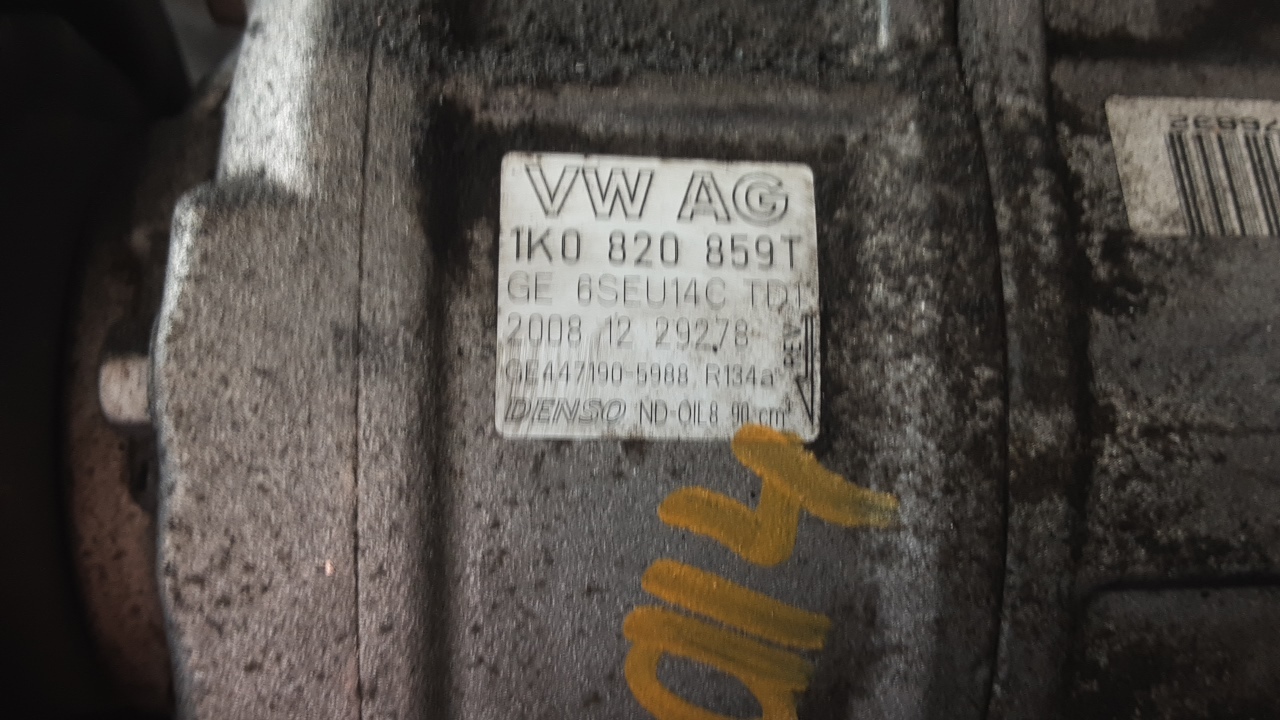 VW AG
1K0 820 859T
GE 6SEU14C TD1
2008 12 29278
GE447190-5988 R134a
DENSO ND-OIL8 90 cm³